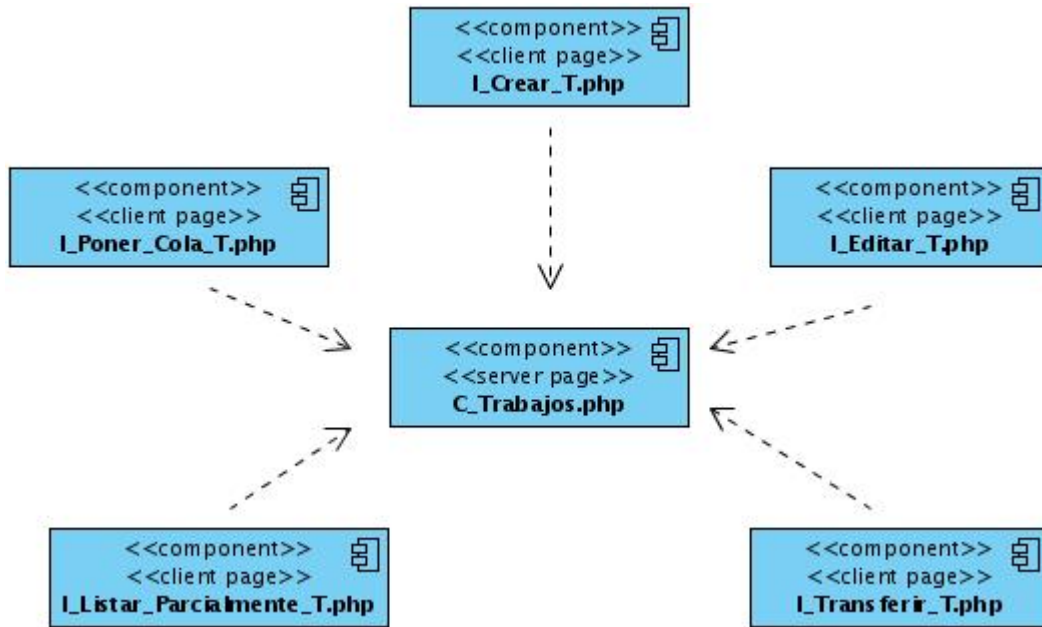 <<component>>
<<client page>>
I_Crear_T.php
<<component>>
<<client page>>
I_Poner_Cola_T.php
<<component>>
<<client page>>
I_Editar_T.php
<<component>>
<<server page>>
C_Trabajos.php
<<component>>
<<client page>>
I_Listar_Parcialmente_T.php
<<component>>
<<client page>>
I_Transferir_T.php